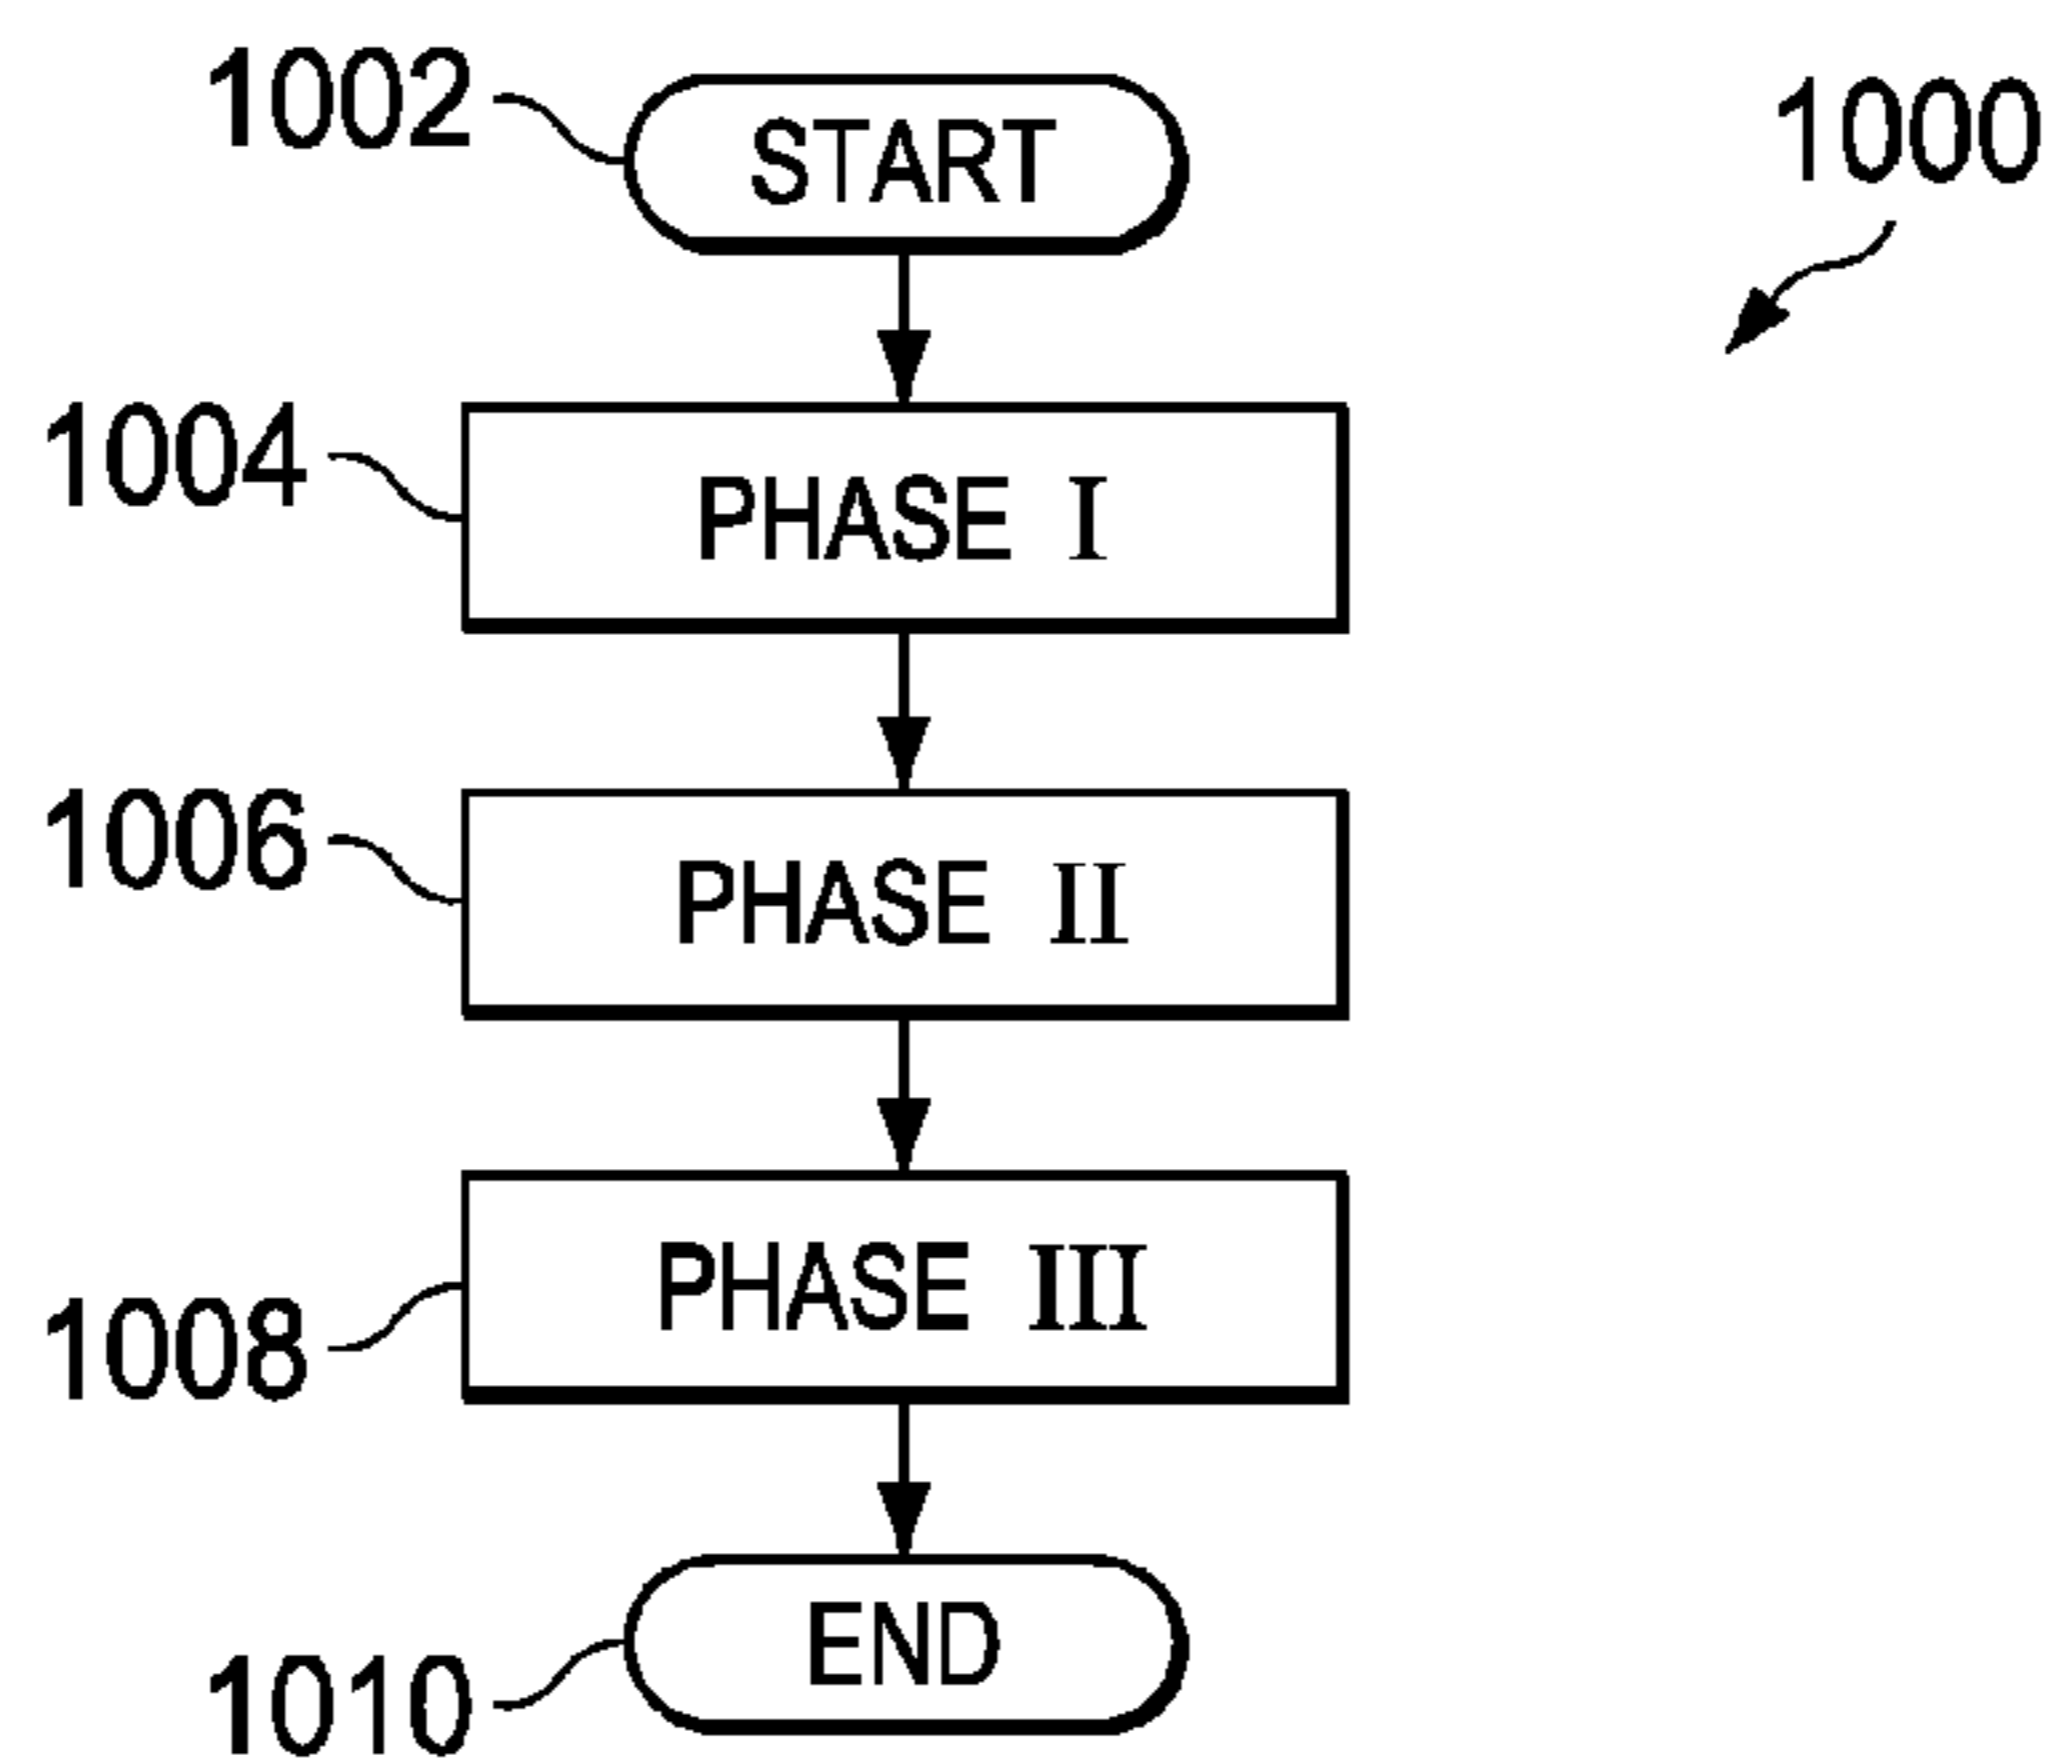 1002
START
1000
1004
PHASE I
1006
PHASE II
PHASE III
1008
END
1010